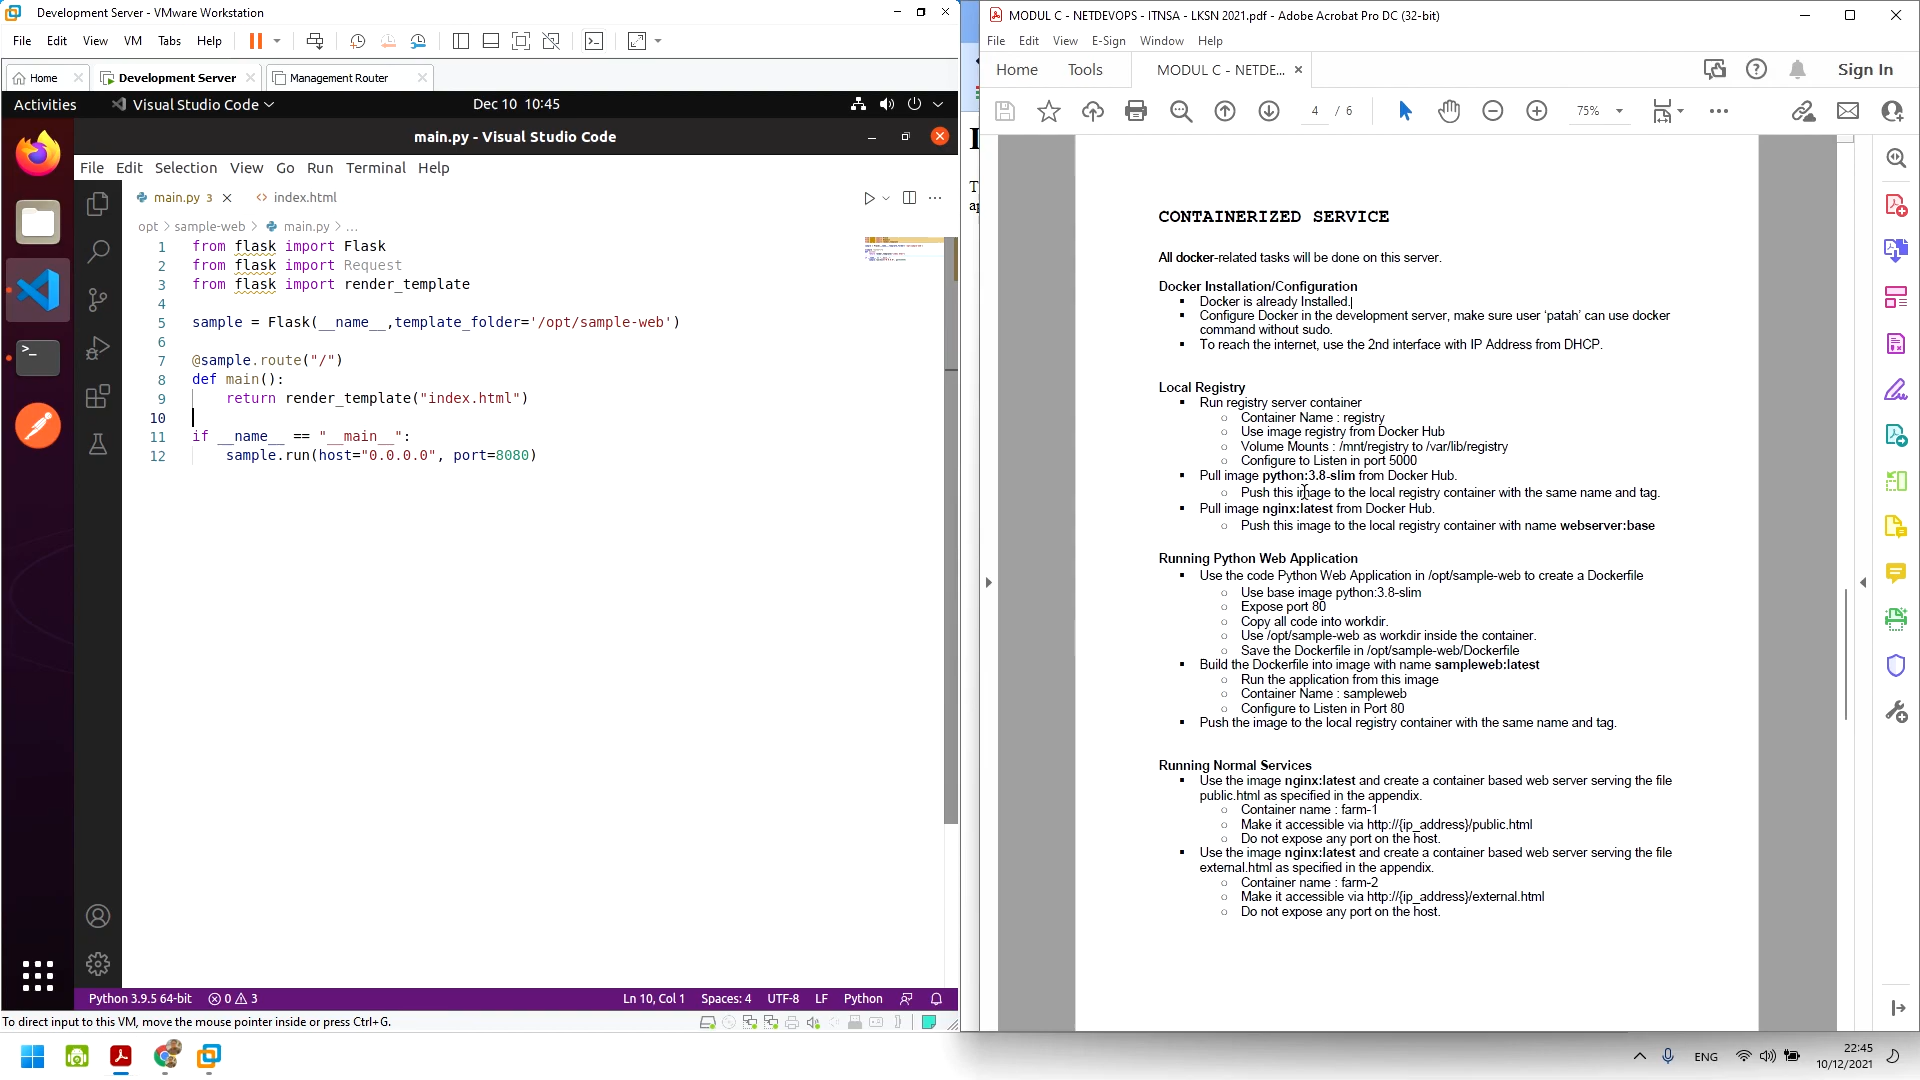 Development Server - VMware Workstation
File Edit View VM Tabs Help
Home Development Server Management Router
Activities Visual Studio Code Dec 10 10:45
main.py - Visual Studio Code
File Edit Selection View Go Run Terminal Help
main.py 3 index.html
opt > sample-web > main.py > ...
1 from flask import Flask
2 from flask import Request
3 from flask import render_template
4
5 sample = Flask(__name__,template_folder='/opt/sample-web')
6
7 @sample.route("/")
8 def main():
9 return render_template("index.html")
10
11 if __name__ == "__main__":
12 sample.run(host="0.0.0.0", port=8080)
Python 3.9.5 64-bit 0 3 Ln 10, Col 1 Spaces: 4 UTF-8 LF Python
To direct input to this VM, move the mouse pointer inside or press Ctrl+G.
MODUL C - NETDEVOPS - ITNSA - LKSN 2021.pdf - Adobe Acrobat Pro DC (32-bit)
File Edit View E-Sign Window Help
Home Tools MODUL C - NETDE... Sign In
4 / 6 75%
CONTAINERIZED SERVICE
All docker-related tasks will be done on this server.
Docker Installation/Configuration
Docker is already Installed.
Configure Docker in the development server, make sure user ‘patah’ can use docker
command without sudo.
To reach the internet, use the 2nd interface with IP Address from DHCP.
Local Registry
Run registry server container
Container Name : registry
Use image registry from Docker Hub
Volume Mounts : /mnt/registry to /var/lib/registry
Configure to Listen in port 5000
Pull image python:3.8-slim from Docker Hub.
Push this image to the local registry container with the same name and tag.
Pull image nginx:latest from Docker Hub.
Push this image to the local registry container with name webserver:base
Running Python Web Application
Use the code Python Web Application in /opt/sample-web to create a Dockerfile
Use base image python:3.8-slim
Expose port 80
Copy all code into workdir.
Use /opt/sample-web as workdir inside the container.
Save the Dockerfile in /opt/sample-web/Dockerfile
Build the Dockerfile into image with name sampleweb:latest
Run the application from this image
Container Name : sampleweb
Configure to Listen in Port 80
Push the image to the local registry container with the same name and tag.
Running Normal Services
Use the image nginx:latest and create a container based web server serving the file
public.html as specified in the appendix.
Container name : farm-1
Make it accessible via http://{ip_address}/public.html
Do not expose any port on the host.
Use the image nginx:latest and create a container based web server serving the file
external.html as specified in the appendix.
Container name : farm-2
Make it accessible via http://{ip_address}/external.html
Do not expose any port on the host.
ENG 22:45
10/12/2021